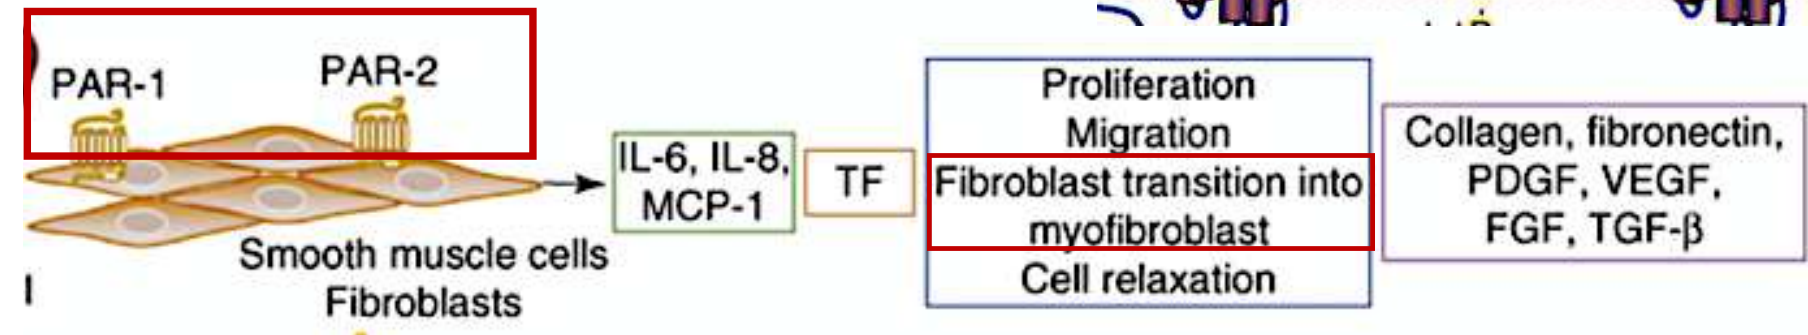 PAR-1
PAR-2
Smooth muscle cells
Fibroblasts
IL-6, IL-8,
MCP-1
TF
Proliferation
Migration
Fibroblast transition into
myofibroblast
Cell relaxation
Collagen, fibronectin,
PDGF, VEGF,
FGF, TGF-β